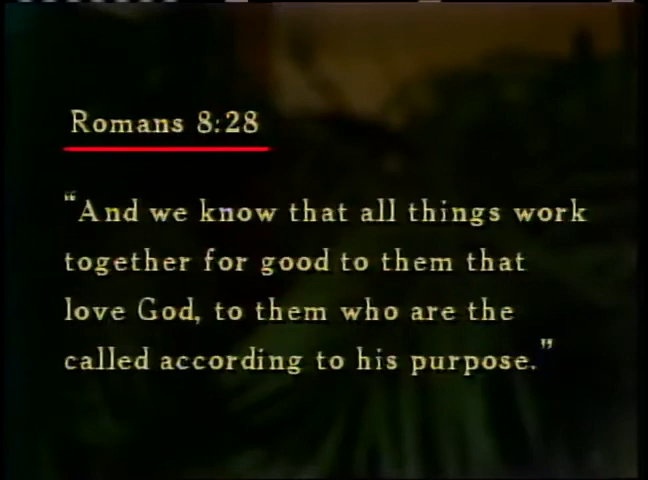 Romans 8:28
"And we know that all things work
together for good to them that
love God, to them who are the
called according to his purpose."